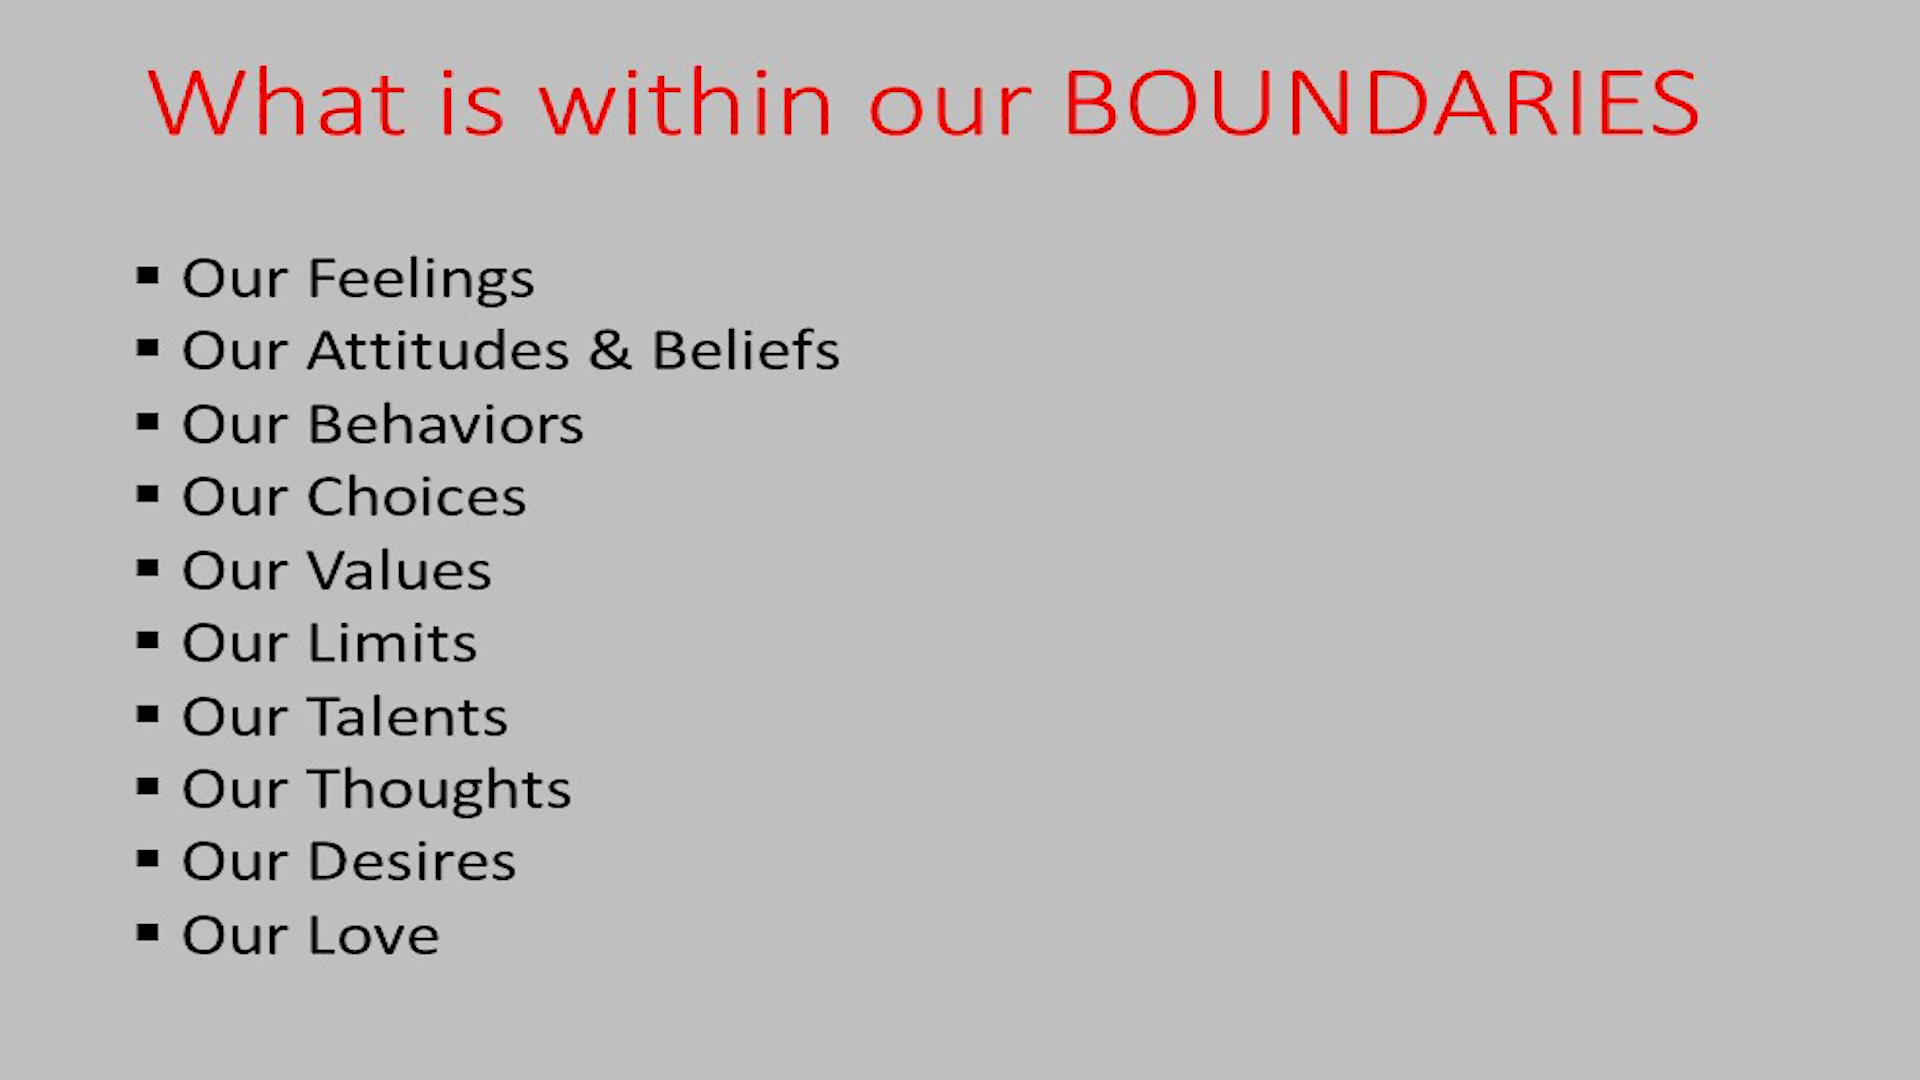 What is within our BOUNDARIES
▪ Our Feelings
▪ Our Attitudes & Beliefs
▪ Our Behaviors
▪ Our Choices
▪ Our Values
▪ Our Limits
▪ Our Talents
▪ Our Thoughts
▪ Our Desires
▪ Our Love